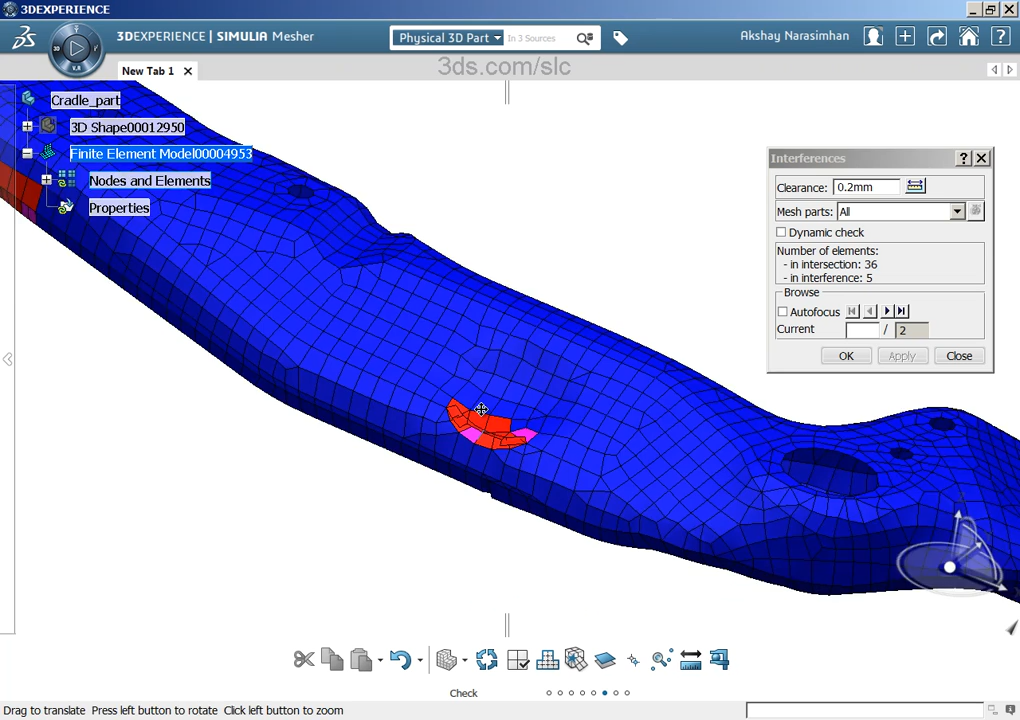 3DEXPERIENCE
3DEXPERIENCE | SIMULIA Mesher
Physical 3D Part
In 3 Sources
Akshay Narasimhan
New Tab 1
3ds.com/slc
Cradle_part
3D Shape00012950
Finite Element Model00004953
Nodes and Elements
Properties
Interferences
Clearance: 0.2mm
Mesh parts: All
Dynamic check
Number of elements:
- in intersection: 36
- in interference: 5
Browse
Autofocus
Current / 2
OK Apply Close
Check
Drag to translate Press left button to rotate Click left button to zoom